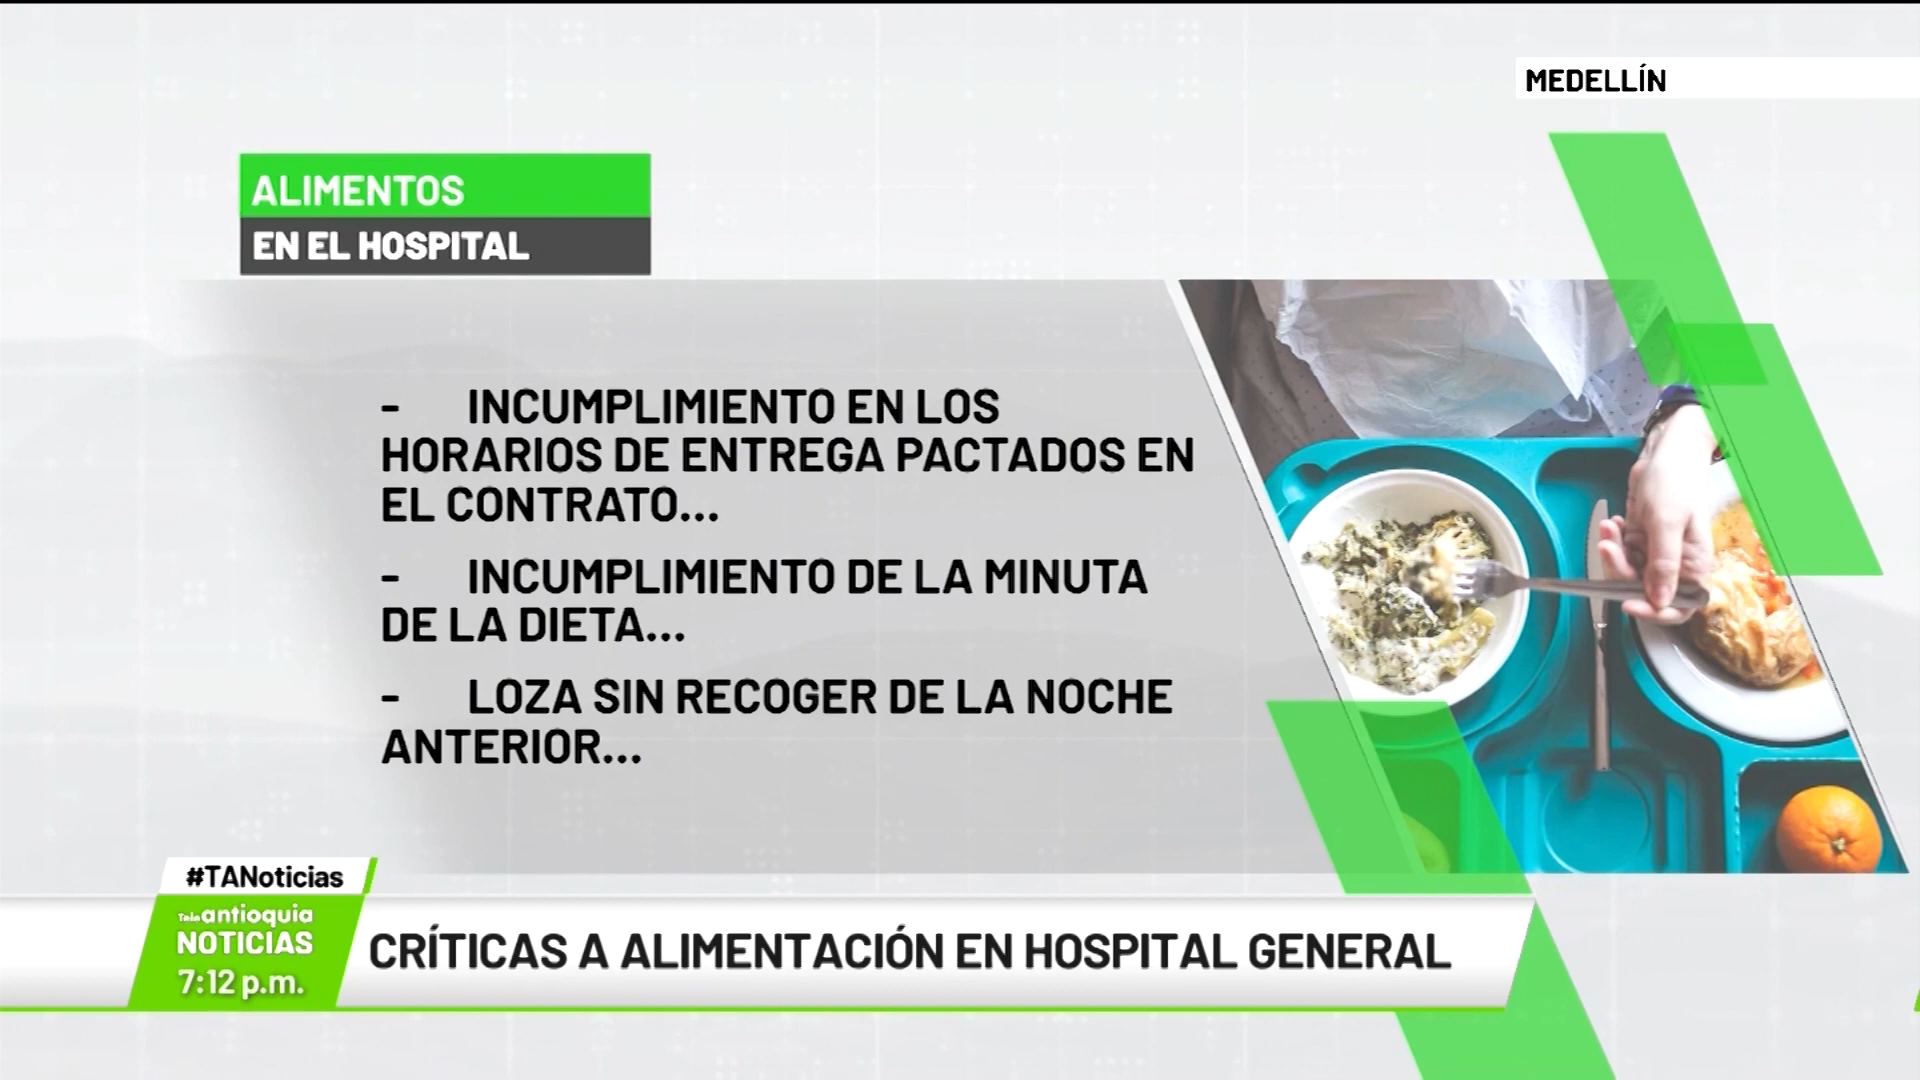 MEDELLÍN
ALIMENTOS
EN EL HOSPITAL
- INCUMPLIMIENTO EN LOS
HORARIOS DE ENTREGA PACTADOS EN
EL CONTRATO...
- INCUMPLIMIENTO DE LA MINUTA
DE LA DIETA...
- LOZA SIN RECOGER DE LA NOCHE
ANTERIOR...
#TANoticias
Teleantioquia
NOTICIAS
7:12 p.m.
CRÍTICAS A ALIMENTACIÓN EN HOSPITAL GENERAL